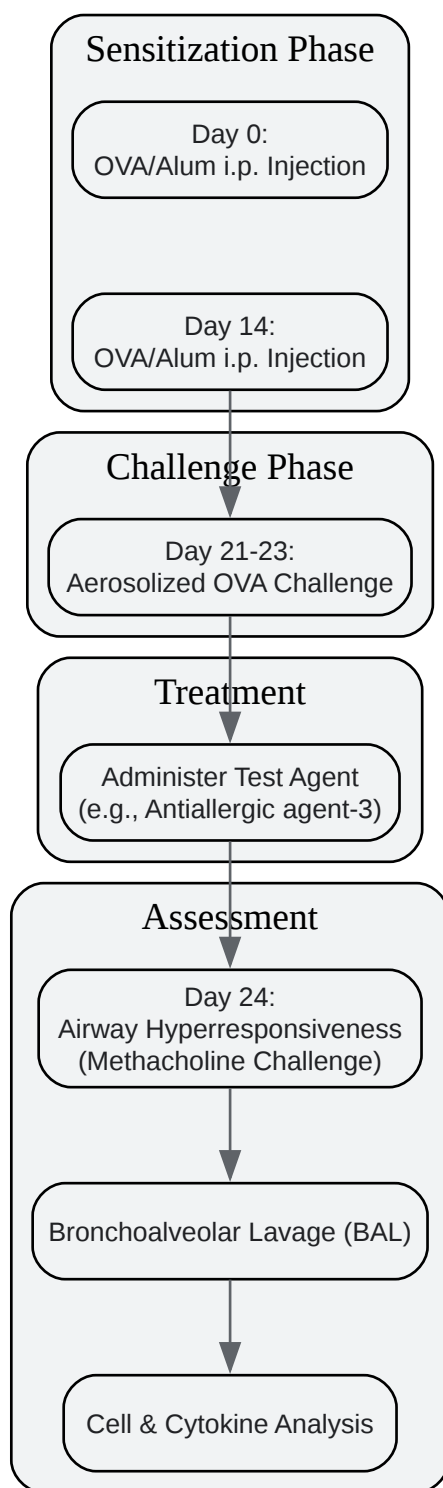 Sensitization Phase
Day 0:
OVA/Alum i.p. Injection
Day 14:
OVA/Alum i.p. Injection
Challenge Phase
Day 21-23:
Aerosolized OVA Challenge
Treatment
Administer Test Agent
(e.g., Antiallergic agent-3)
Assessment
Day 24:
Airway Hyperresponsiveness
(Methacholine Challenge)
Bronchoalveolar Lavage (BAL)
Cell & Cytokine Analysis